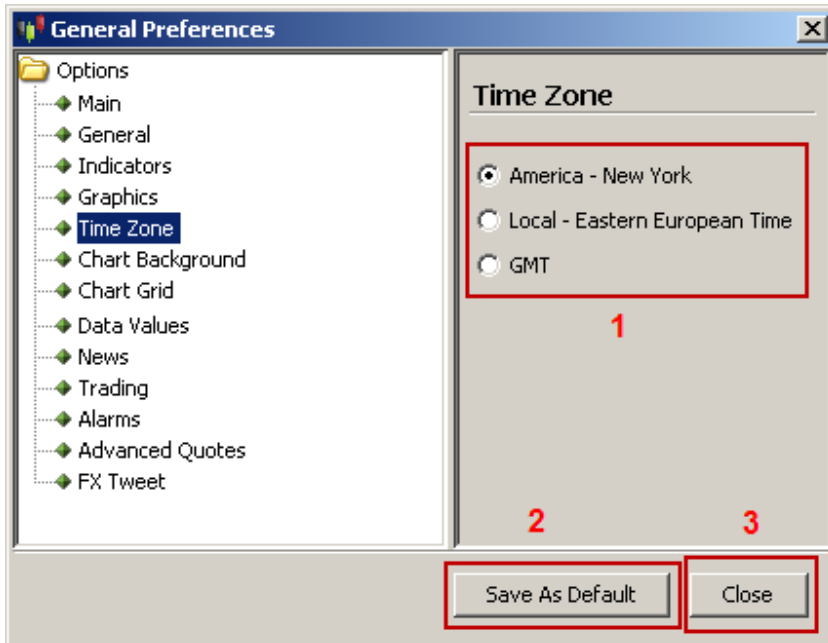 General Preferences
Options
Main
General
Indicators
Graphics
Time Zone
Chart Background
Chart Grid
Data Values
News
Trading
Alarms
Advanced Quotes
FX Tweet
Time Zone
America - New York
Local - Eastern European Time
GMT
1
2
3
Save As Default
Close